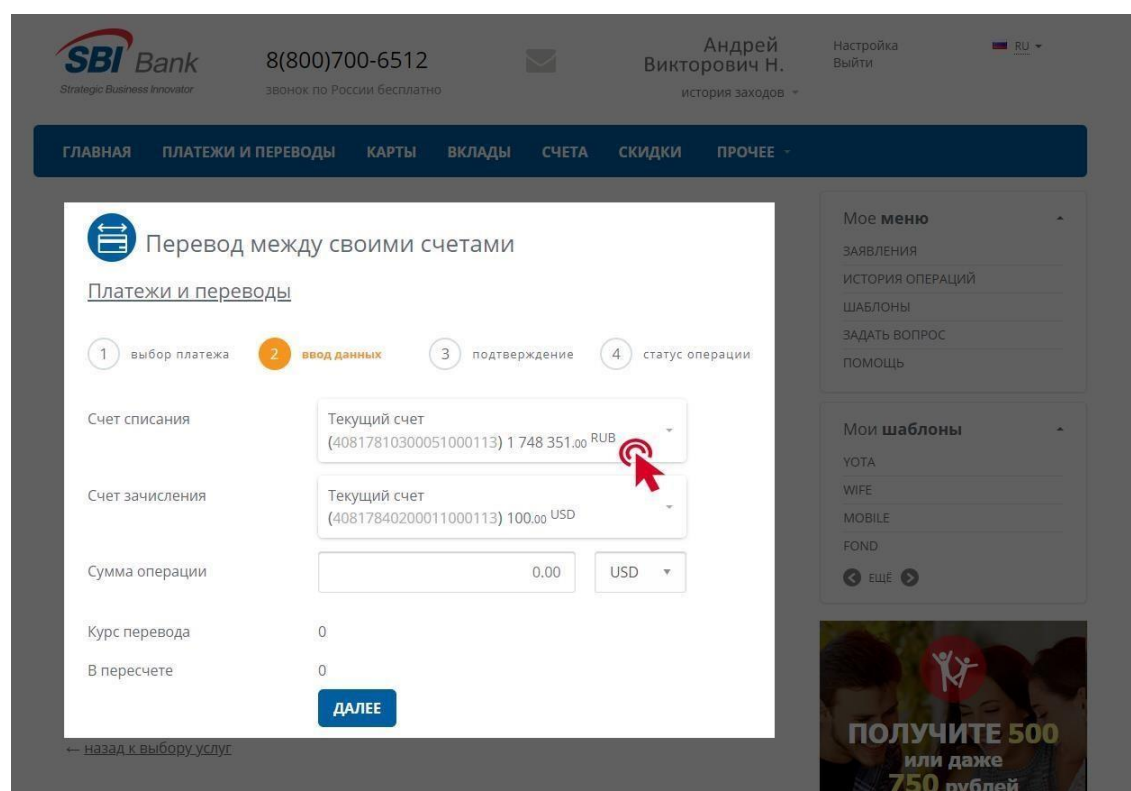 SBI Bank
Strategic Business Innovator
8(800)700-6512
звонок по России бесплатно
Андрей
Викторович Н.
история заходов
Настройка
Выйти
RU
ГЛАВНАЯ ПЛАТЕЖИ И ПЕРЕВОДЫ КАРТЫ ВКЛАДЫ СЧЕТА СКИДКИ ПРОЧЕЕ
Перевод между своими счетами
Платежи и переводы
1 выбор платежа 2 ввод данных 3 подтверждение 4 статус операции
Счет списания
Текущий счет
(40817810300051000113) 1 748 351.00 RUB
Счет зачисления
Текущий счет
(40817840200011000113) 100.00 USD
Сумма операции 0.00 USD
Курс перевода 0
В пересчете 0
ДАЛЕЕ
← назад к выбору услуг
Мое меню
ЗАЯВЛЕНИЯ
ИСТОРИЯ ОПЕРАЦИЙ
ШАБЛОНЫ
ЗАДАТЬ ВОПРОС
ПОМОЩЬ
Мои шаблоны
YOTA
WIFE
MOBILE
FOND
ЕЩЁ
ПОЛУЧИТЕ 500
или даже
750 рублей